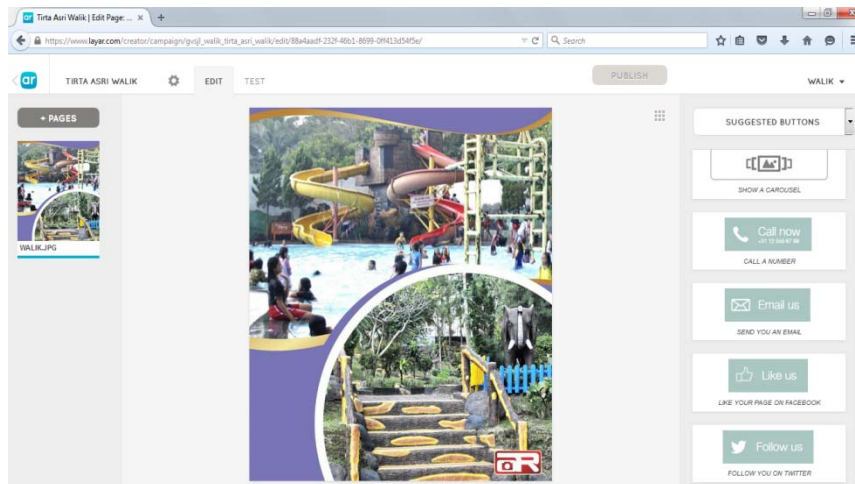 Tirta Asri Walik | Edit Page: ...
https://www.layar.com/creator/campaign/gvsjl_walik_tirta_asri_walik/edit/88a4aadf-232f-46b1-8699-0ff413d54f5e/
Search
ar
TIRTA ASRI WALIK
EDIT
TEST
PUBLISH
WALIK
+ PAGES
WALIK.JPG
aR
SUGGESTED BUTTONS
SHOW A CAROUSEL
Call now
CALL A NUMBER
Email us
SEND YOU AN EMAIL
Like us
LIKE YOUR PAGE ON FACEBOOK
Follow us
FOLLOW YOU ON TWITTER